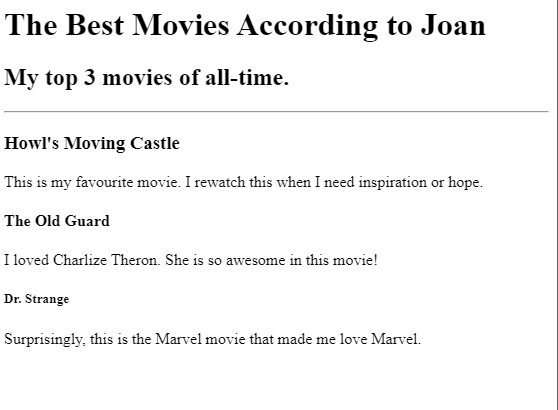 The Best Movies According to Joan
My top 3 movies of all-time.
Howl's Moving Castle
This is my favourite movie. I rewatch this when I need inspiration or hope.
The Old Guard
I loved Charlize Theron. She is so awesome in this movie!
Dr. Strange
Surprisingly, this is the Marvel movie that made me love Marvel.